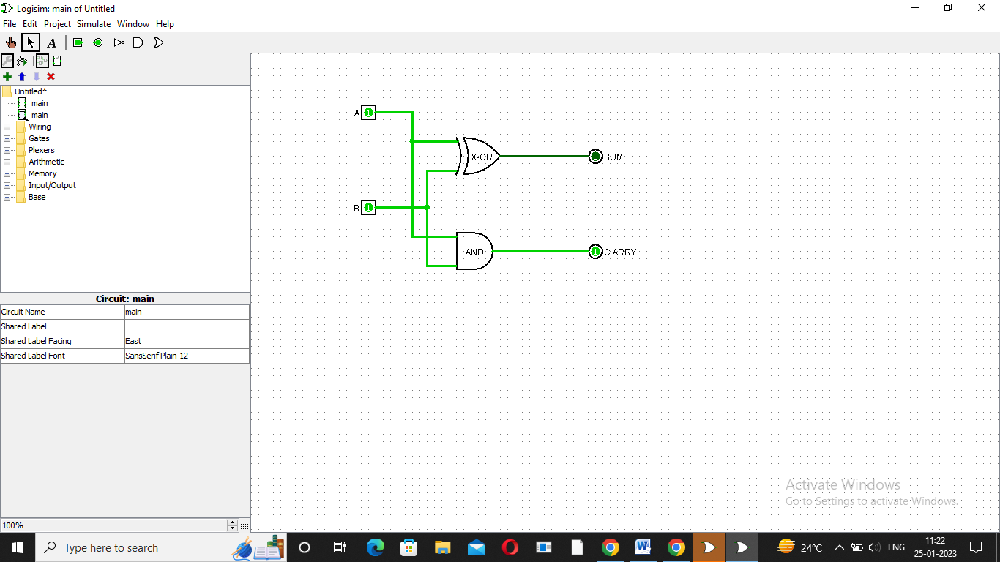 Logisim: main of Untitled
File Edit Project Simulate Window Help
A
Untitled*
main
main
Wiring
Gates
Plexers
Arithmetic
Memory
Input/Output
Base
Circuit: main
Circuit Name main
Shared Label
Shared Label Facing East
Shared Label Font SansSerif Plain 12
100%
A 1
X-OR
0 SUM
B 1
AND
1 C ARRY
Activate Windows
Go to Settings to activate Windows.
Type here to search
24°C
ENG
11:22
25-01-2023